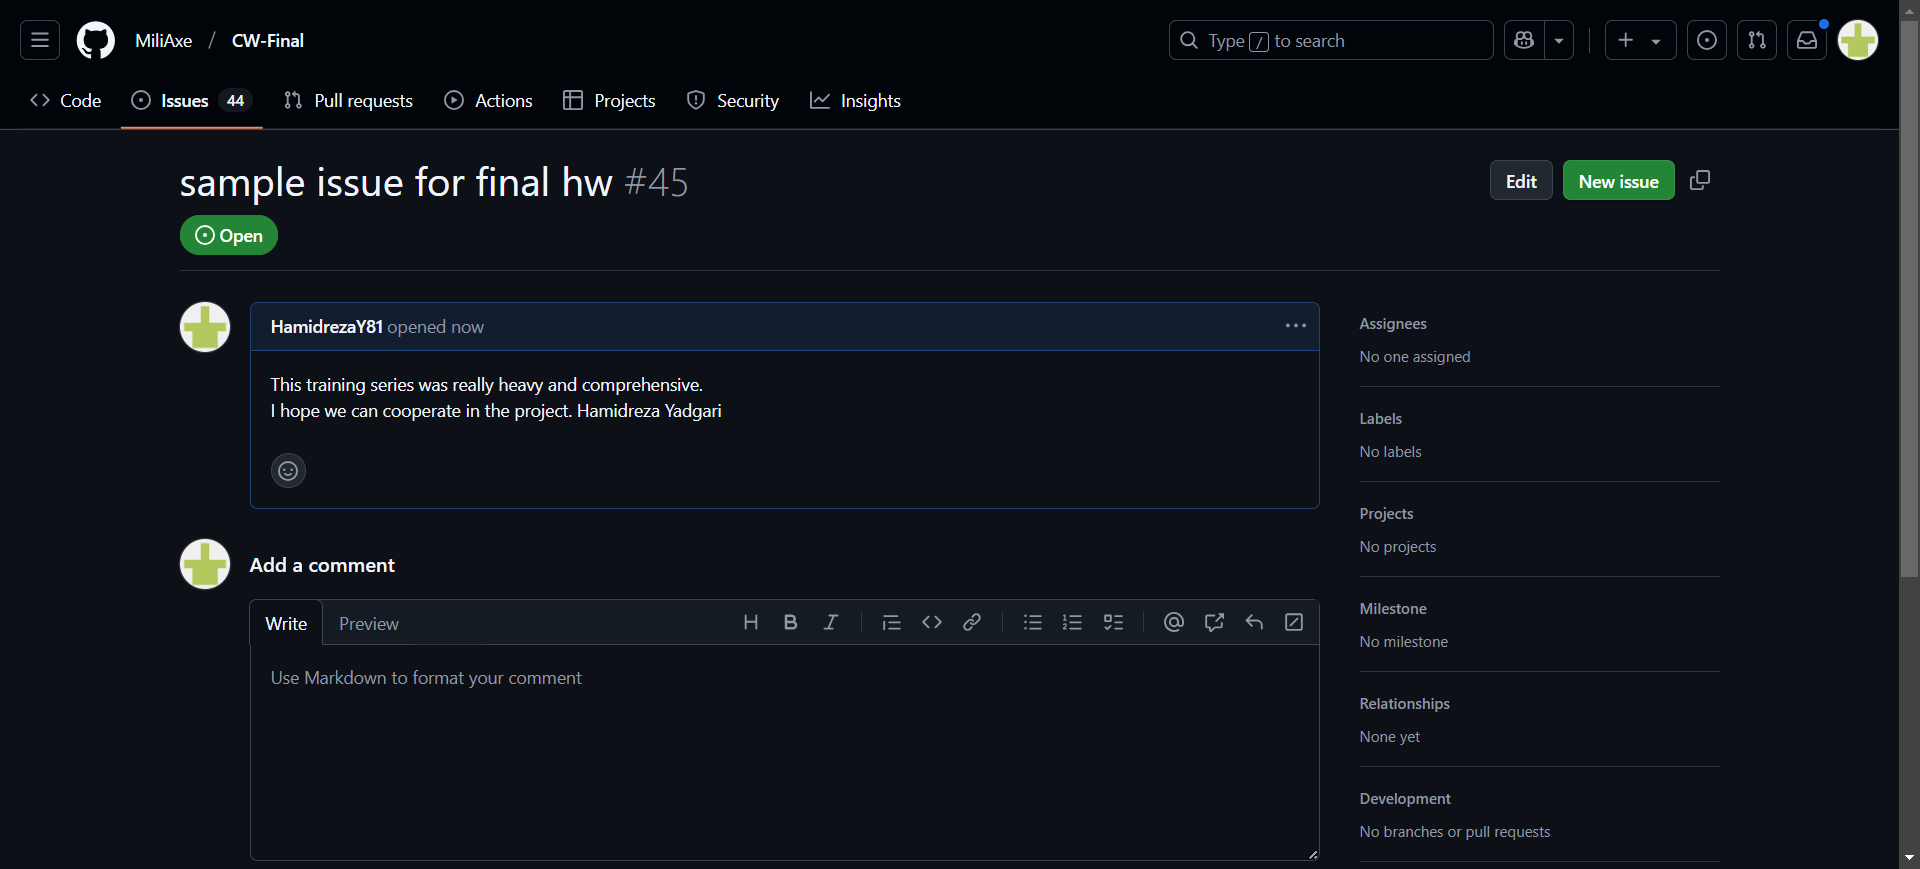 MiliAxe / CW-Final
Type / to search
Code
Issues 44
Pull requests
Actions
Projects
Security
Insights
sample issue for final hw #45
Edit
New issue
Open
HamidrezaY81 opened now
This training series was really heavy and comprehensive.
I hope we can cooperate in the project. Hamidreza Yadgari
Add a comment
Write
Preview
Use Markdown to format your comment
Assignees
No one assigned
Labels
No labels
Projects
No projects
Milestone
No milestone
Relationships
None yet
Development
No branches or pull requests